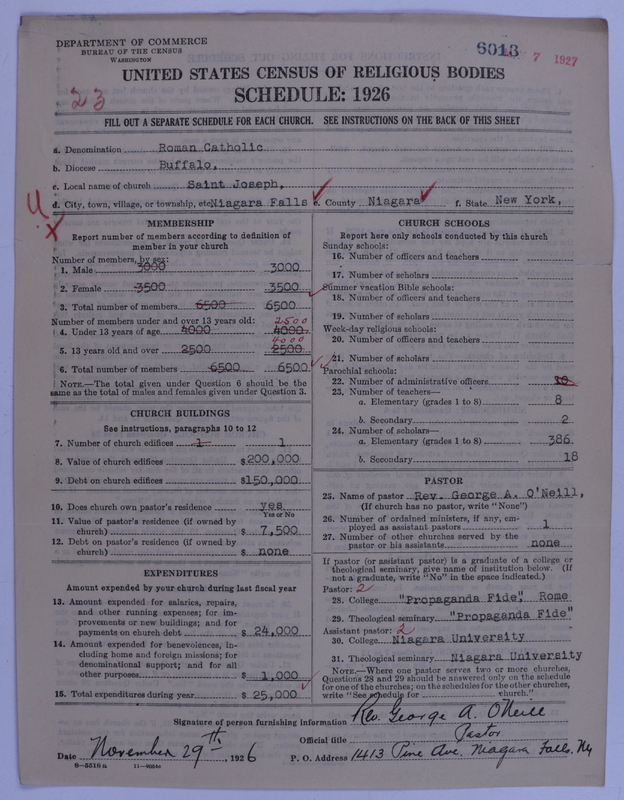 DEPARTMENT OF COMMERCE
BUREAU OF THE CENSUS
WASHINGTON
6013
7 1927
UNITED STATES CENSUS OF RELIGIOUS BODIES
SCHEDULE: 1926
23
FILL OUT A SEPARATE SCHEDULE FOR EACH CHURCH. SEE INSTRUCTIONS ON THE BACK OF THIS SHEET
a. Denomination Roman Catholic
b. Diocese Buffalo,
c. Local name of church Saint Joseph,
d. City, town, village, or township, etc Niagara Falls e. County Niagara f. State New York,
MEMBERSHIP
Report number of members according to definition of
member in your church
Number of members, by sex:
1. Male 3000 3000
2. Female 3500 3500
3. Total number of members 6500 6500
Number of members under and over 13 years old: 2500
4. Under 13 years of age 4000 4000
4000
5. 13 years old and over 2500 2500
6. Total number of members 6500 6500
NOTE.—The total given under Question 6 should be the
same as the total of males and females given under Question 3.
CHURCH BUILDINGS
See instructions, paragraphs 10 to 12
7. Number of church edifices 1 1
8. Value of church edifices $200,000
9. Debt on church edifices $150,000
10. Does church own pastor's residence yes
Yes or No
11. Value of pastor's residence (if owned by
church) $ 7,500
12. Debt on pastor's residence (if owned by
church) $ none
EXPENDITURES
Amount expended by your church during last fiscal year
13. Amount expended for salaries, repairs,
and other running expenses; for im-
provements or new buildings; and for
payments on church debt $ 24,000
14. Amount expended for benevolences, in-
cluding home and foreign missions; for
denominational support; and for all
other purposes $ 1,000
15. Total expenditures during year $ 25,000
CHURCH SCHOOLS
Report here only schools conducted by this church
Sunday schools:
16. Number of officers and teachers
17. Number of scholars
Summer vacation Bible schools:
18. Number of officers and teachers
19. Number of scholars
Week-day religious schools:
20. Number of officers and teachers
21. Number of scholars
Parochial schools:
22. Number of administrative officers 10
23. Number of teachers—
a. Elementary (grades 1 to 8) 8
b. Secondary 2
24. Number of scholars—
a. Elementary (grades 1 to 8) 386
b. Secondary 18
PASTOR
25. Name of pastor Rev. George A. O'Neill,
(If church has no pastor, write "None")
26. Number of ordained ministers, if any, em-
ployed as assistant pastors 1
27. Number of other churches served by the
pastor or his assistants none
If pastor (or assistant pastor) is a graduate of a college or
theological seminary, give name of institution below. (If
not a graduate, write "No" in the space indicated.)
Pastor: 2
28. College "Propaganda Fide", Rome
29. Theological seminary "Propaganda Fide"
Assistant pastor: 2
30. College Niagara University
31. Theological seminary Niagara University
NOTE.—Where one pastor serves two or more churches,
Questions 28 and 29 should be answered only on the schedule
for one of the churches; on the schedules for the other churches,
write "See schedule for church."
Signature of person furnishing information Rev. George A. O'Neill
Official title Pastor
Date November 29th, 1926 P. O. Address 1413 Pine Ave. Niagara Falls. Ny
8-5518a